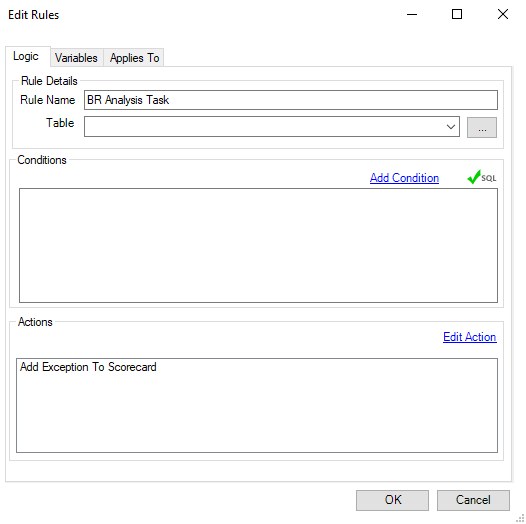 Edit Rules
Logic Variables Applies To
Rule Details
Rule Name BR Analysis Task
Table ...
Conditions
Add Condition SQL
Actions
Edit Action
Add Exception To Scorecard
OK Cancel